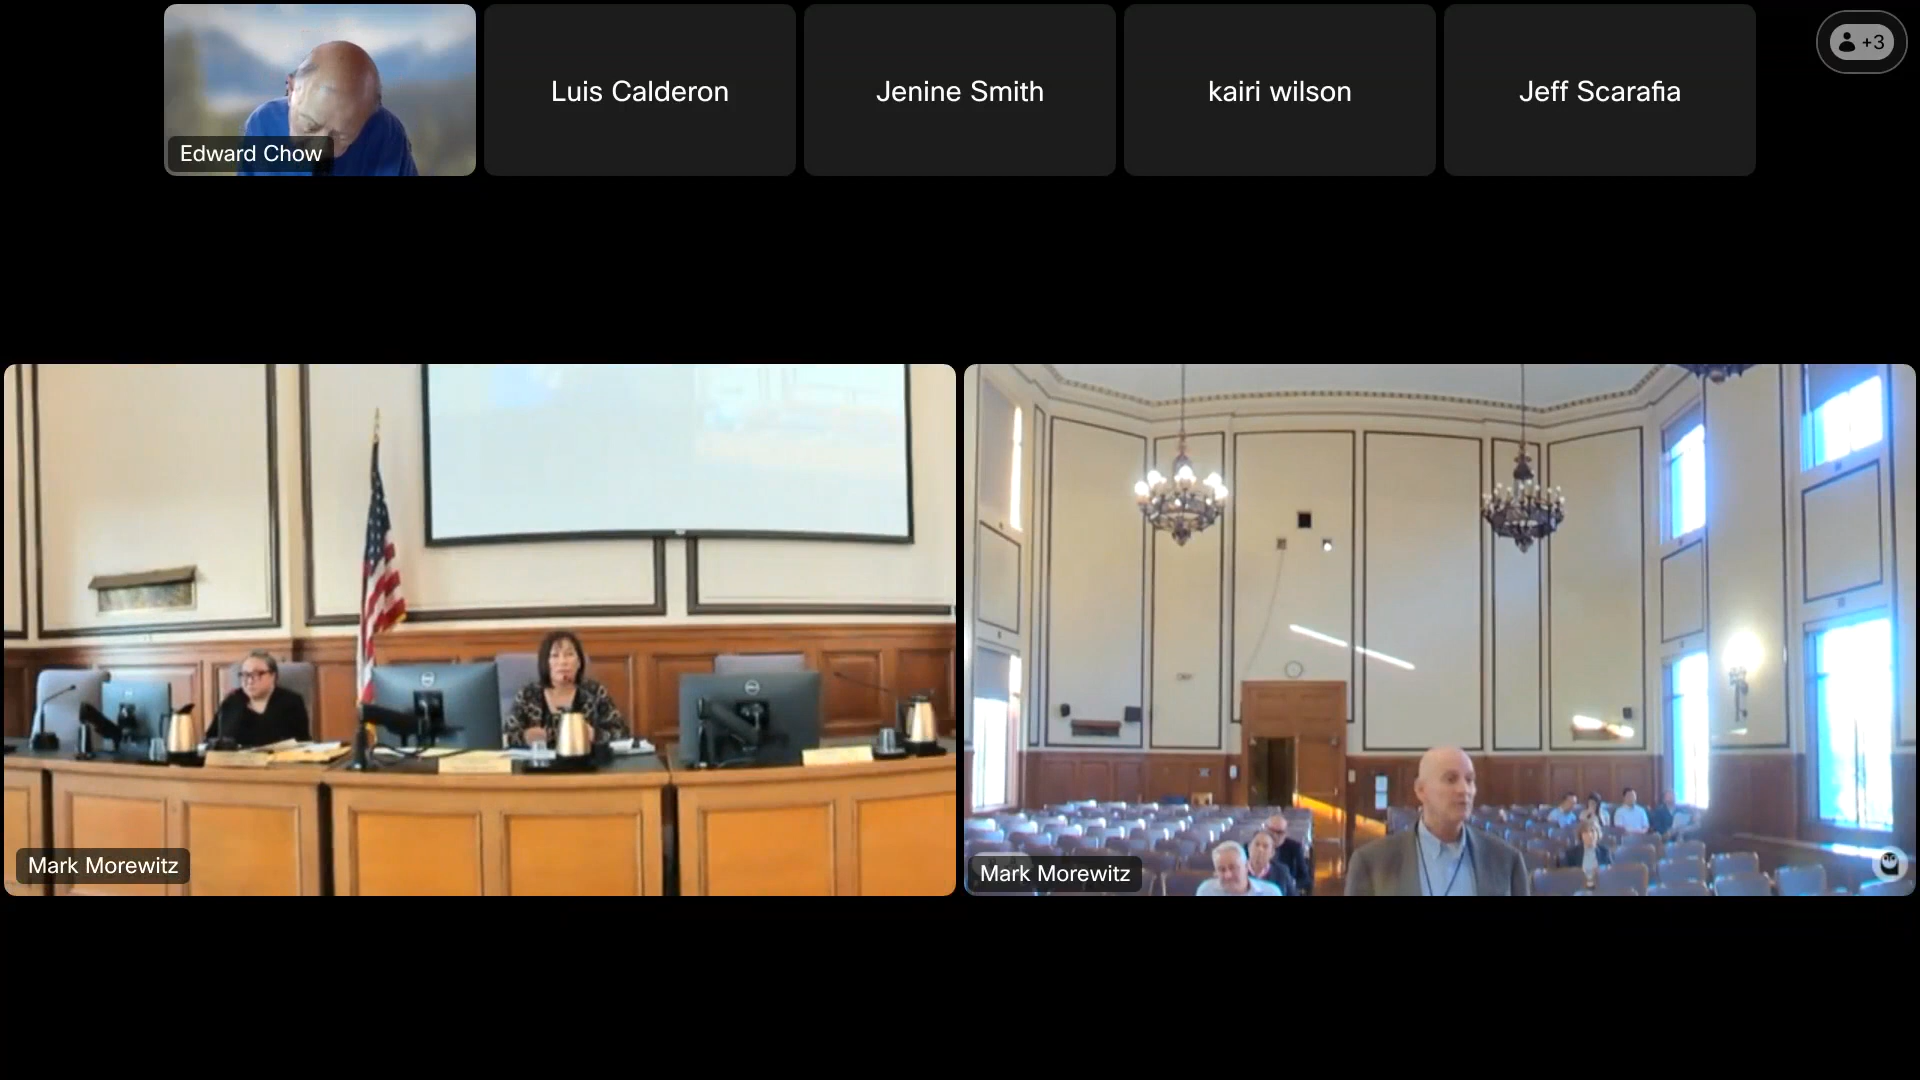 Edward Chow
Luis Calderon
Jenine Smith
kairi wilson
Jeff Scarafia
+3
Mark Morewitz
Mark Morewitz